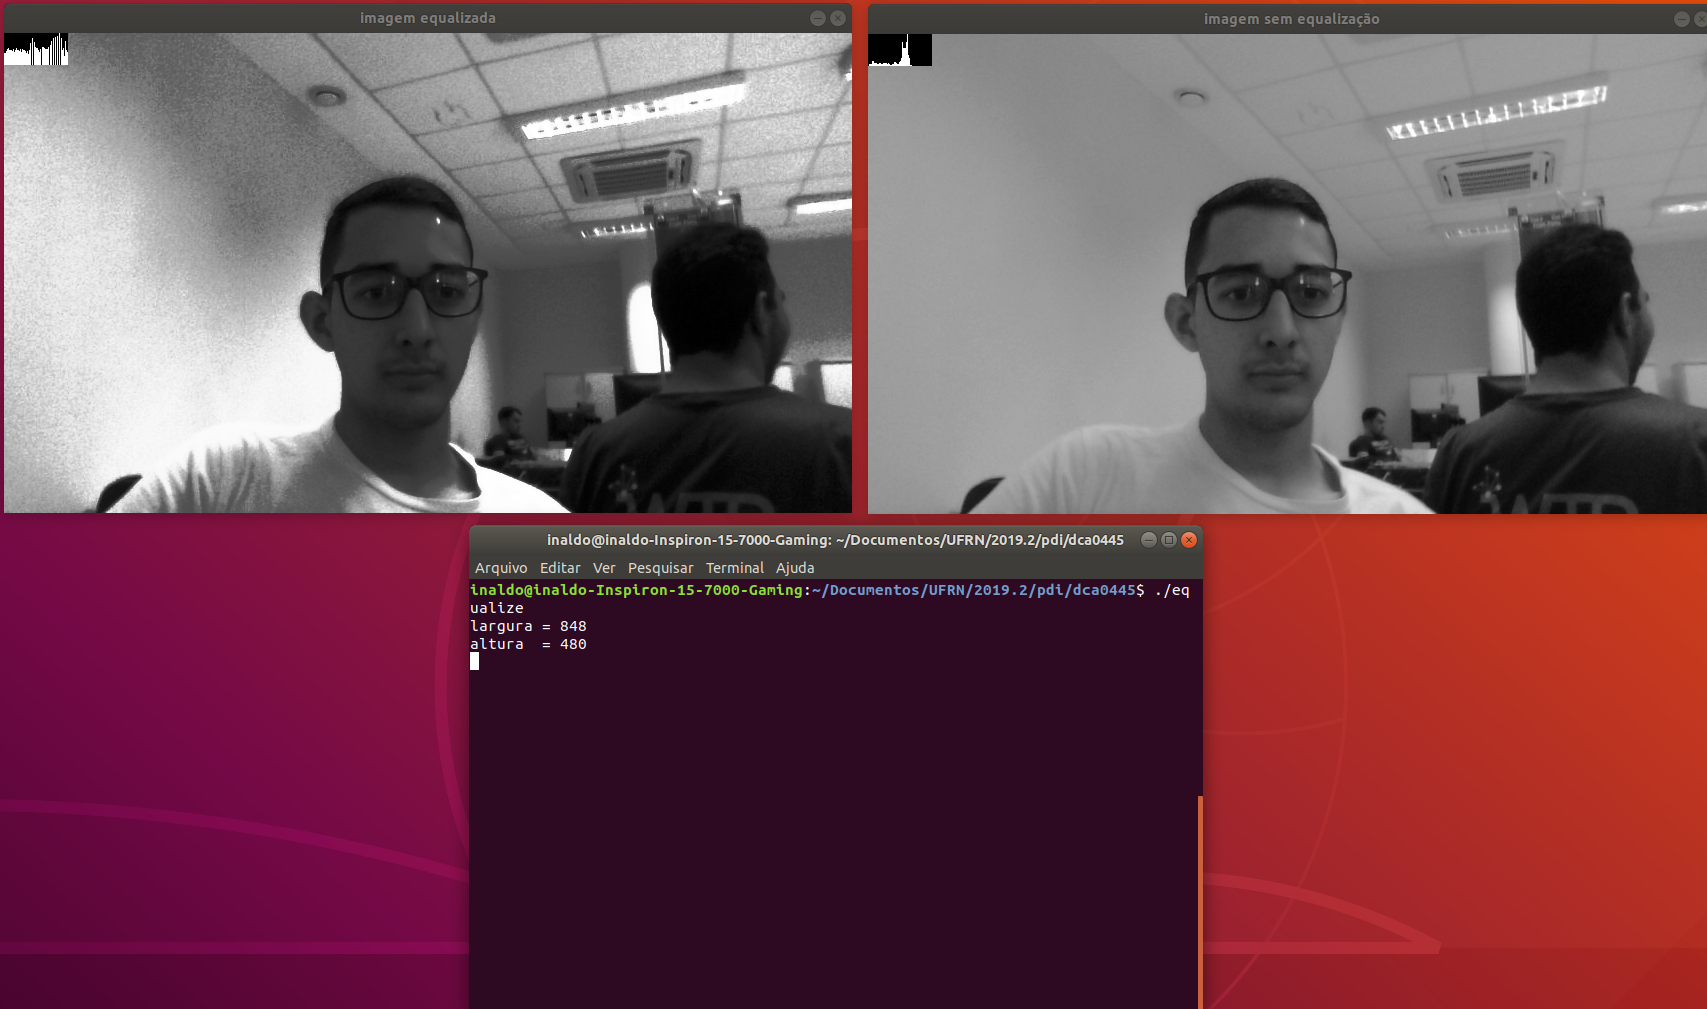 imagem equalizada
imagem sem equalização
inaldo@inaldo-Inspiron-15-7000-Gaming: ~/Documentos/UFRN/2019.2/pdi/dca0445
Arquivo Editar Ver Pesquisar Terminal Ajuda
inaldo@inaldo-Inspiron-15-7000-Gaming:~/Documentos/UFRN/2019.2/pdi/dca0445$ ./eq
ualize
largura = 848
altura  = 480